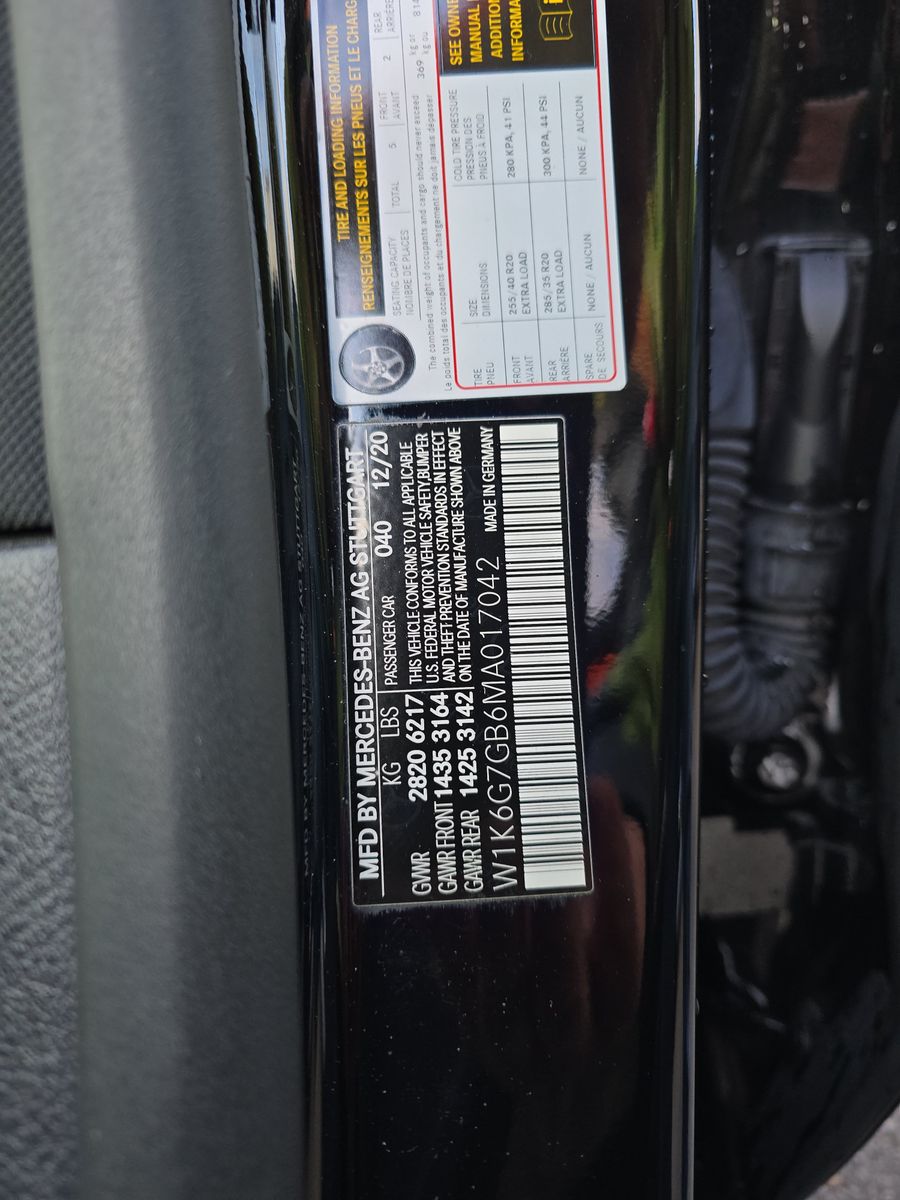 TIRE AND LOADING INFORMATION
RENSEIGNEMENTS SUR LES PNEUS ET LE CHARG
SEATING CAPACITY TOTAL 5 FRONT 2 REAR
NOMBRE DE PLACES AVANT ARRIÈRE
The combined weight of occupants and cargo should never exceed 369 kg or 814
Le poids total des occupants et du chargement ne doit jamais dépasser kg ou
TIRE SIZE COLD TIRE PRESSURE
PNEU DIMENSIONS PRESSION DES
PNEUS À FROID
FRONT 255/40 R20 280 KPA, 41 PSI
AVANT EXTRA LOAD
REAR 285/35 R20 300 KPA, 44 PSI
ARRIÈRE EXTRA LOAD
SPARE NONE / AUCUN NONE / AUCUN
DE SECOURS
SEE OWNE
MANUAL
ADDITION
INFORMA
MFD BY MERCEDES-BENZ AG STUTTGART
KG LBS PASSENGER CAR 040 12/20
GVWR 2820 6217 THIS VEHICLE CONFORMS TO ALL APPLICABLE
U.S. FEDERAL MOTOR VEHICLE SAFETY,BUMPER
GAWR FRONT 1435 3164 AND THEFT PREVENTION STANDARDS IN EFFECT
GAWR REAR 1425 3142 ON THE DATE OF MANUFACTURE SHOWN ABOVE
W1K6G7GB6MA017042 MADE IN GERMANY